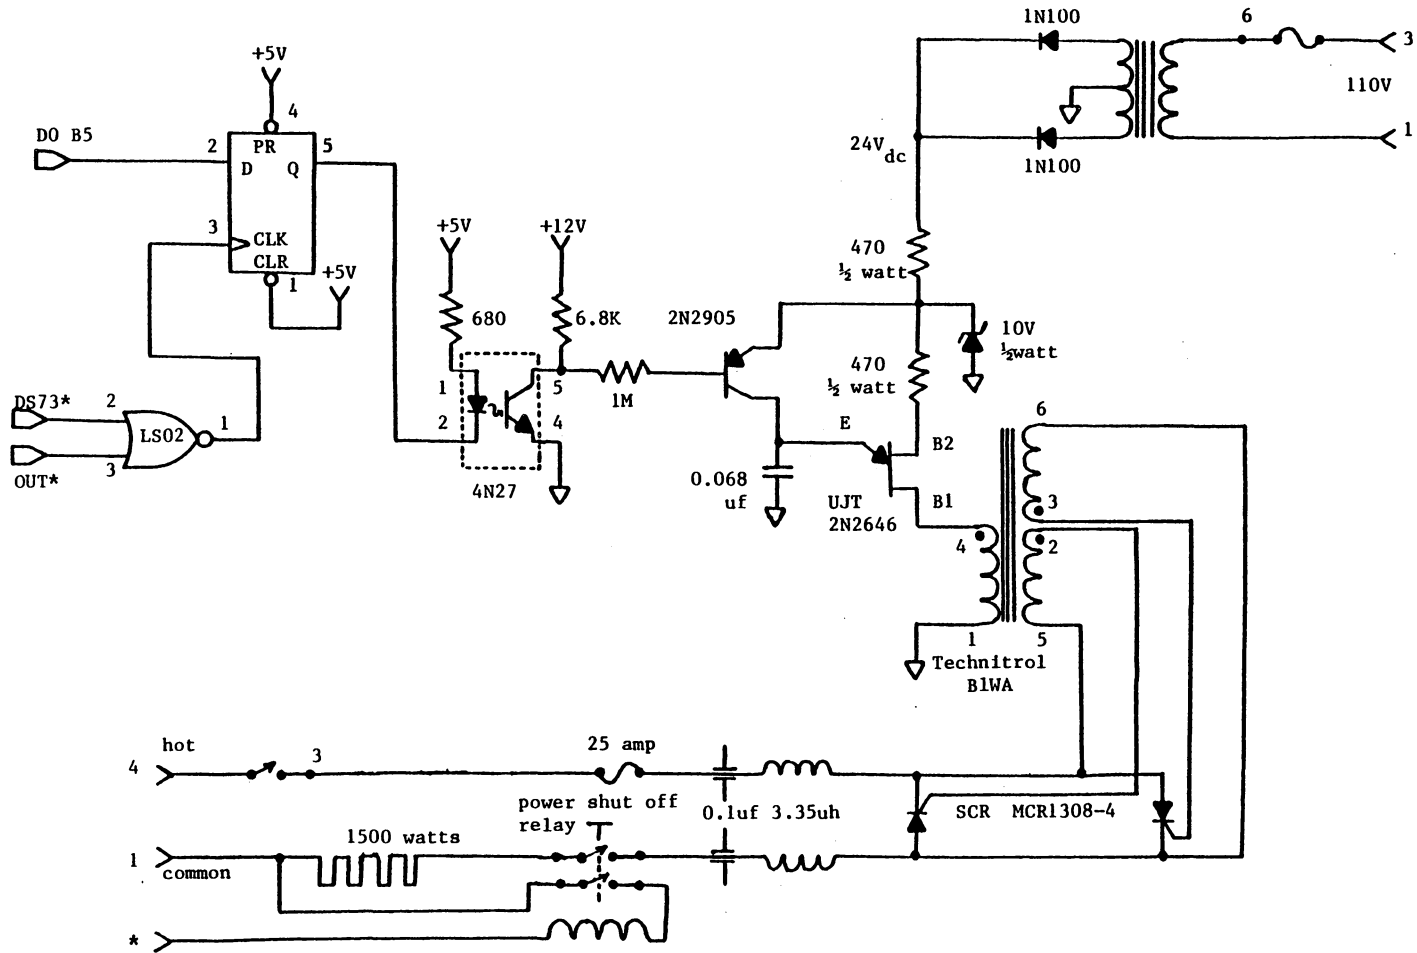 1N100
6
3
110V
1
1N100
24Vdc
+5V
4
DO B5
2
5
PR
D
Q
3
CLK
CLR
1
+5V
+5V
+12V
470
½ watt
680
6.8K
2N2905
10V
½watt
470
½ watt
1
5
1M
DS73*
2
LS02
1
2
4
3
OUT*
4N27
E
B2
6
0.068
uf
B1
UJT
2N2646
3
4
2
1
5
Technitrol
B1WA
hot
4
3
25 amp
power shut off
relay
0.1uf 3.35uh
SCR MCR1308-4
1500 watts
1
common
*